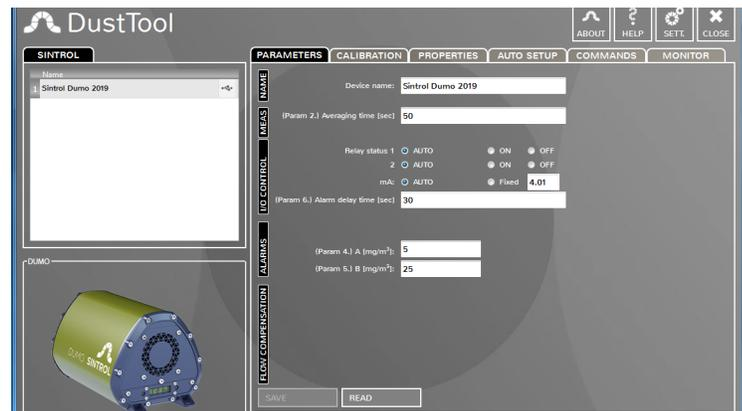 DustTool
ABOUT
HELP
SETT.
CLOSE
SINTROL
Name
1 Sintrol Dumo 2019
DUMO
DUMO SINTROL
PARAMETERS CALIBRATION PROPERTIES AUTO SETUP COMMANDS MONITOR
NAME
Device name: Sintrol Dumo 2019
MEAS
(Param 2.) Averaging time [sec] 50
I/O CONTROL
Relay status 1 AUTO ON OFF
2 AUTO ON OFF
mA: AUTO Fixed 4.01
(Param 6.) Alarm delay time [sec] 30
ALARMS
(Param 4.) A [mg/m³]: 5
(Param 5.) B [mg/m³]: 25
FLOW COMPENSATION
SAVE READ